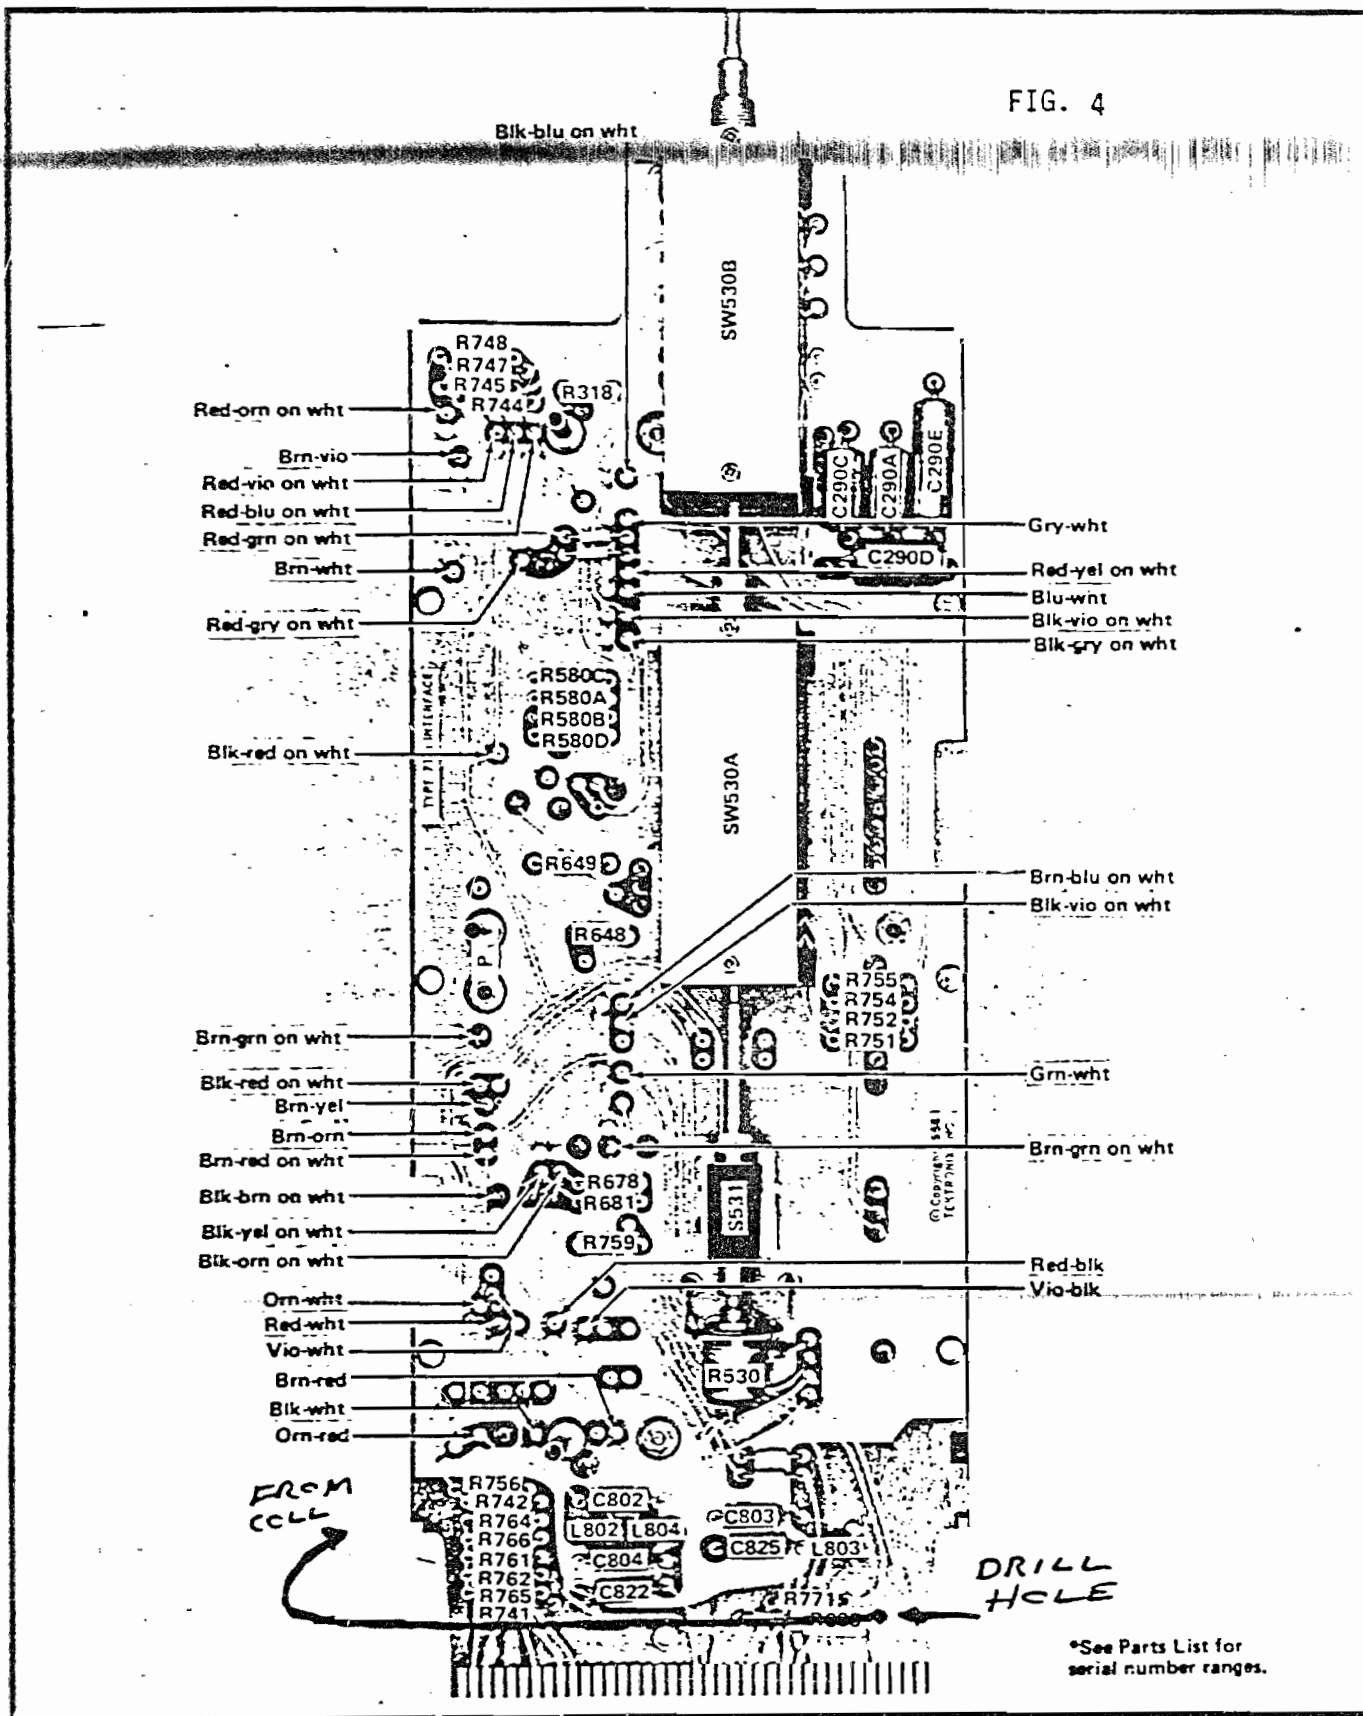 FIG. 4
Blk-blu on wht
SW530B
R748
R747
R745
R744
R318
Red-orn on wht
Brn-vio
Red-vio on wht
Red-blu on wht
Red-grn on wht
Brn-wht
Red-gry on wht
C290C
C290A
C290E
C290D
Gry-wht
Red-yel on wht
Blu-wht
Blk-vio on wht
Blk-gry on wht
R580C
R580A
R580B
R580D
INTERFACE
Blk-red on wht
SW530A
R649
R648
Brn-blu on wht
Blk-vio on wht
R755
R754
R752
R751
Brn-grn on wht
Blk-red on wht
Brn-yel
Brn-orn
Brn-red on wht
Blk-brn on wht
Blk-yel on wht
Blk-orn on wht
Grn-wht
Brn-grn on wht
R678
R681
R759
S531
© Copyright
TEKTRONIX
Red-blk
Vio-blk
Orn-wht
Red-wht
Vio-wht
Brn-red
Blk-wht
Orn-red
R530
FROM
COLL
R756
R742
R764
R766
R761
R762
R765
R741
C802
L802
L804
C804
C822
C803
C825
L803
R771
DRILL
HOLE
*See Parts List for
serial number ranges.